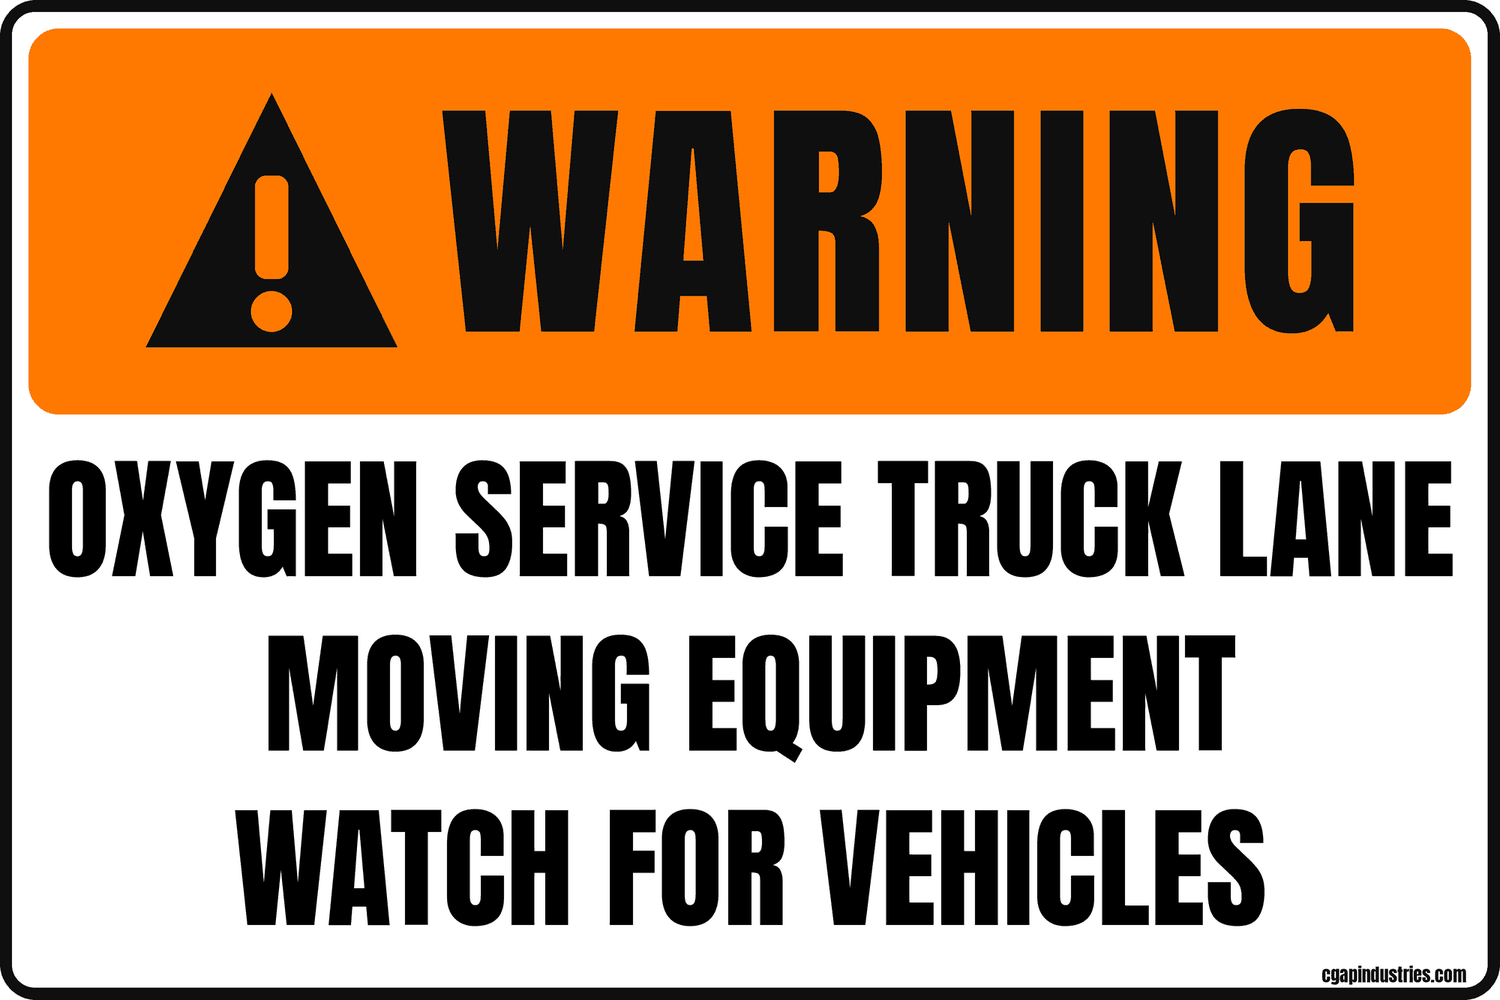 WARNING
OXYGEN SERVICE TRUCK LANE
MOVING EQUIPMENT
WATCH FOR VEHICLES
cgapindustries.com